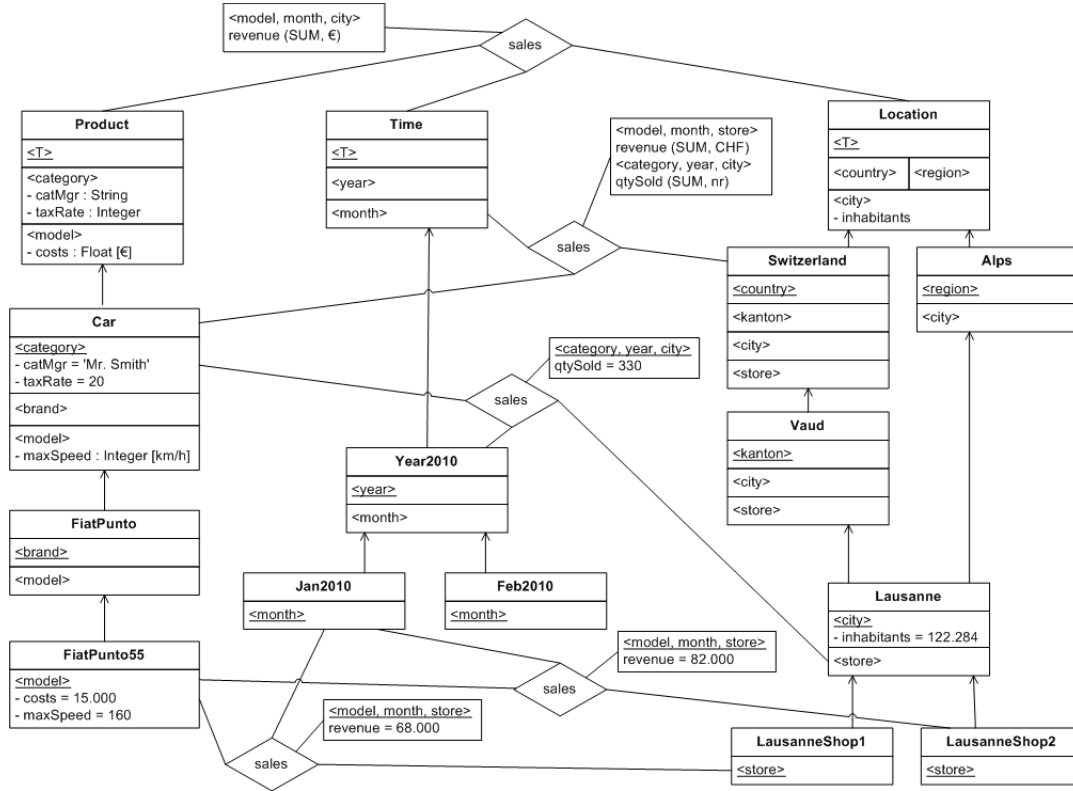 <model, month, city>
revenue (SUM, €)
sales
Product
<T>
<category>
- catMgr : String
- taxRate : Integer
<model>
- costs : Float [€]
Time
<T>
<year>
<month>
<model, month, store>
revenue (SUM, CHF)
<category, year, city>
qtySold (SUM, nr)
sales
Location
<T>
<country>
<region>
<city>
- inhabitants
Switzerland
<country>
<kanton>
<city>
<store>
Alps
<region>
<city>
Car
<category>
- catMgr = 'Mr. Smith'
- taxRate = 20
<brand>
<model>
- maxSpeed : Integer [km/h]
<category, year, city>
qtySold = 330
sales
Vaud
<kanton>
<city>
<store>
Year2010
<year>
<month>
FiatPunto
<brand>
<model>
Jan2010
<month>
Feb2010
<month>
Lausanne
<city>
- inhabitants = 122.284
<store>
FiatPunto55
<model>
- costs = 15.000
- maxSpeed = 160
<model, month, store>
revenue = 82.000
sales
<model, month, store>
revenue = 68.000
sales
LausanneShop1
<store>
LausanneShop2
<store>